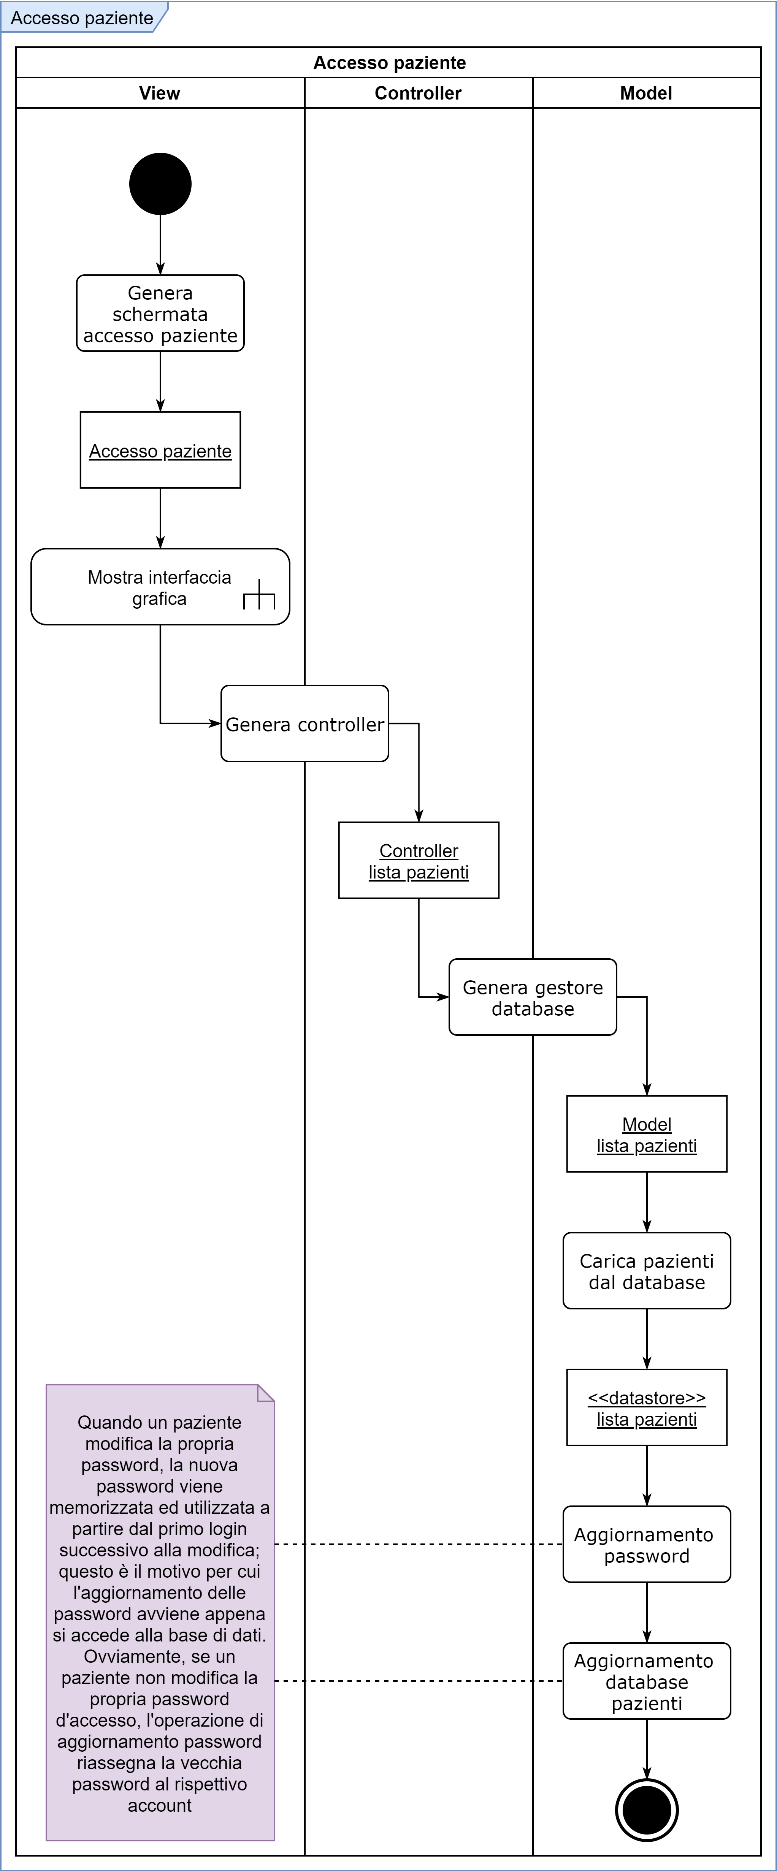 Accesso paziente
Accesso paziente
View
Controller
Model
Genera
schermata
accesso paziente
Accesso paziente
Mostra interfaccia
grafica
Genera controller
Controller
lista pazienti
Genera gestore
database
Model
lista pazienti
Carica pazienti
dal database
<<datastore>>
lista pazienti
Aggiornamento
password
Aggiornamento
database
pazienti
Quando un paziente
modifica la propria
password, la nuova
password viene
memorizzata ed utilizzata a
partire dal primo login
successivo alla modifica;
questo è il motivo per cui
l'aggiornamento delle
password avviene appena
si accede alla base di dati.
Ovviamente, se un
paziente non modifica la
propria password
d'accesso, l'operazione di
aggiornamento password
riassegna la vecchia
password al rispettivo
account